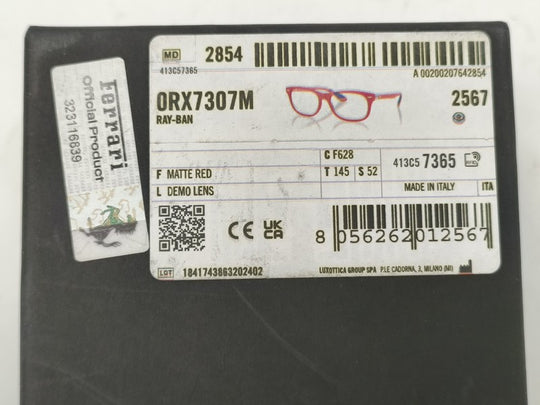 Ferrari
Official Product
323116839
MD 2854
413C57365
A 00200207642854
0RX7307M
RAY-BAN
2567
C F628
F MATTE RED
T 145 S 52
413C5 7365
L DEMO LENS
MADE IN ITALY ITA
CE UK CA
8 056262 012567
LOT 1841743863202402
LUXOTTICA GROUP SPA P.LE CADORNA, 3, MILANO (MI)